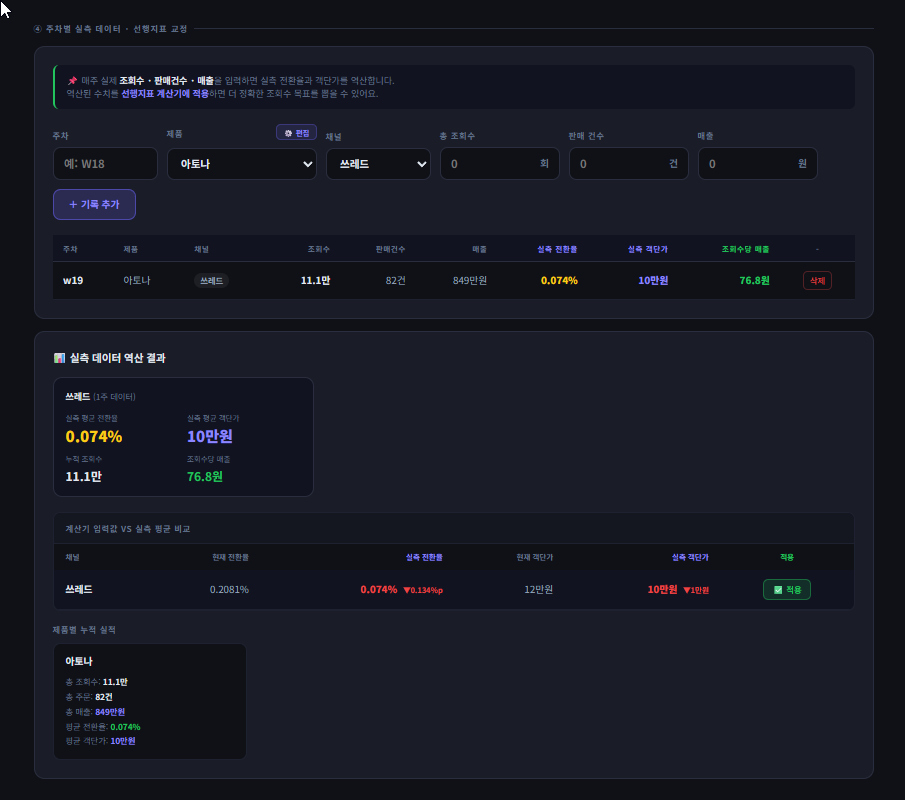 ④ 주차별 실측 데이터 · 선행지표 교정
📌 매주 실제 조회수 · 판매건수 · 매출을 입력하면 실측 전환율과 객단가를 역산합니다.
역산된 수치를 선행지표 계산기에 적용하면 더 정확한 조회수 목표를 뽑을 수 있어요.
주차 제품 ⚙ 편집 채널 총 조회수 판매 건수 매출
예: W18 아토나 쓰레드 0 회 0 건 0 원
+ 기록 추가
주차 제품 채널 조회수 판매건수 매출 실측 전환율 실측 객단가 조회수당 매출 -
w19 아토나 쓰레드 11.1만 82건 849만원 0.074% 10만원 76.8원 삭제
📊 실측 데이터 역산 결과
쓰레드 (1주 데이터)
실측 평균 전환율 실측 평균 객단가
0.074% 10만원
누적 조회수 조회수당 매출
11.1만 76.8원
계산기 입력값 VS 실측 평균 비교
채널 현재 전환율 실측 전환율 현재 객단가 실측 객단가 적용
쓰레드 0.2081% 0.074% ▼0.134%p 12만원 10만원 ▼1만원 ✅ 적용
제품별 누적 실적
아토나
총 조회수: 11.1만
총 주문: 82건
총 매출: 849만원
평균 전환율: 0.074%
평균 객단가: 10만원